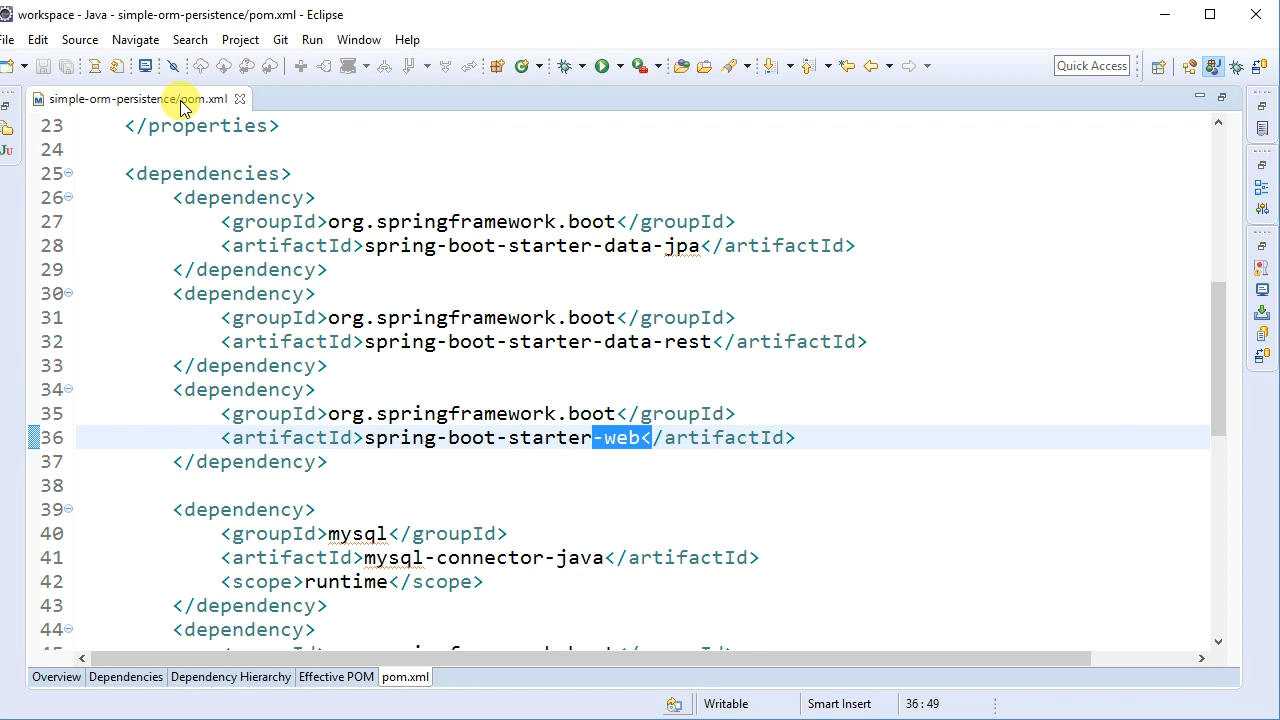 workspace - Java - simple-orm-persistence/pom.xml - Eclipse
File Edit Source Navigate Search Project Git Run Window Help
Quick Access
simple-orm-persistence/pom.xml
23 </properties>
24
25 <dependencies>
26 <dependency>
27 <groupId>org.springframework.boot</groupId>
28 <artifactId>spring-boot-starter-data-jpa</artifactId>
29 </dependency>
30 <dependency>
31 <groupId>org.springframework.boot</groupId>
32 <artifactId>spring-boot-starter-data-rest</artifactId>
33 </dependency>
34 <dependency>
35 <groupId>org.springframework.boot</groupId>
36 <artifactId>spring-boot-starter-web</artifactId>
37 </dependency>
38
39 <dependency>
40 <groupId>mysql</groupId>
41 <artifactId>mysql-connector-java</artifactId>
42 <scope>runtime</scope>
43 </dependency>
44 <dependency>
Overview Dependencies Dependency Hierarchy Effective POM pom.xml
Writable Smart Insert 36 : 49